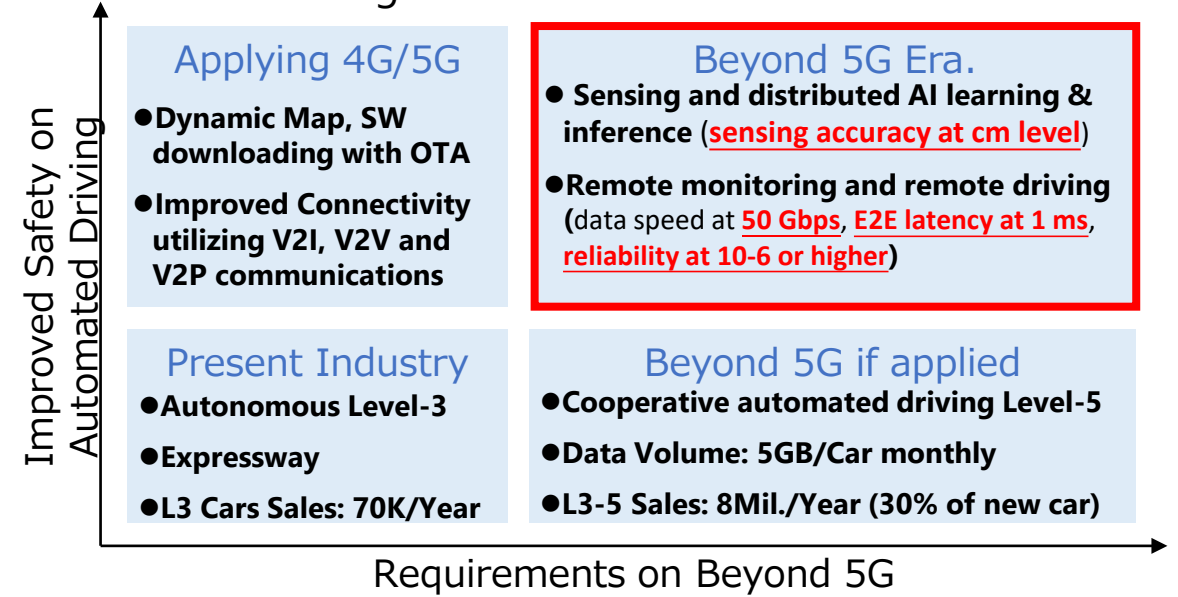 Improved Safety on
Automated Driving
Applying 4G/5G
●Dynamic Map, SW
downloading with OTA
●Improved Connectivity
utilizing V2I, V2V and
V2P communications
Beyond 5G Era.
● Sensing and distributed AI learning &
inference (sensing accuracy at cm level)
●Remote monitoring and remote driving
(data speed at 50 Gbps, E2E latency at 1 ms,
reliability at 10-6 or higher)
Present Industry
●Autonomous Level-3
●Expressway
●L3 Cars Sales: 70K/Year
Beyond 5G if applied
●Cooperative automated driving Level-5
●Data Volume: 5GB/Car monthly
●L3-5 Sales: 8Mil./Year (30% of new car)
Requirements on Beyond 5G